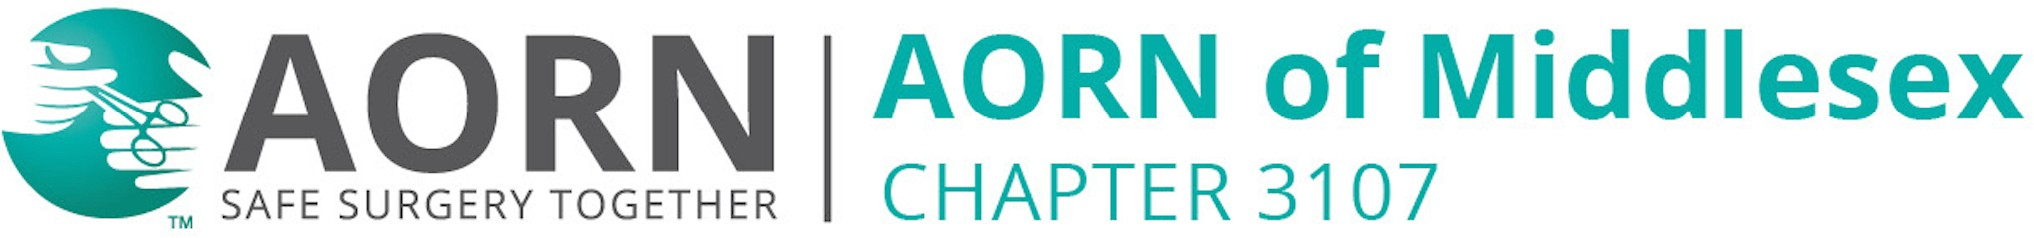 AORN
SAFE SURGERY TOGETHER
TM
AORN of Middlesex
CHAPTER 3107